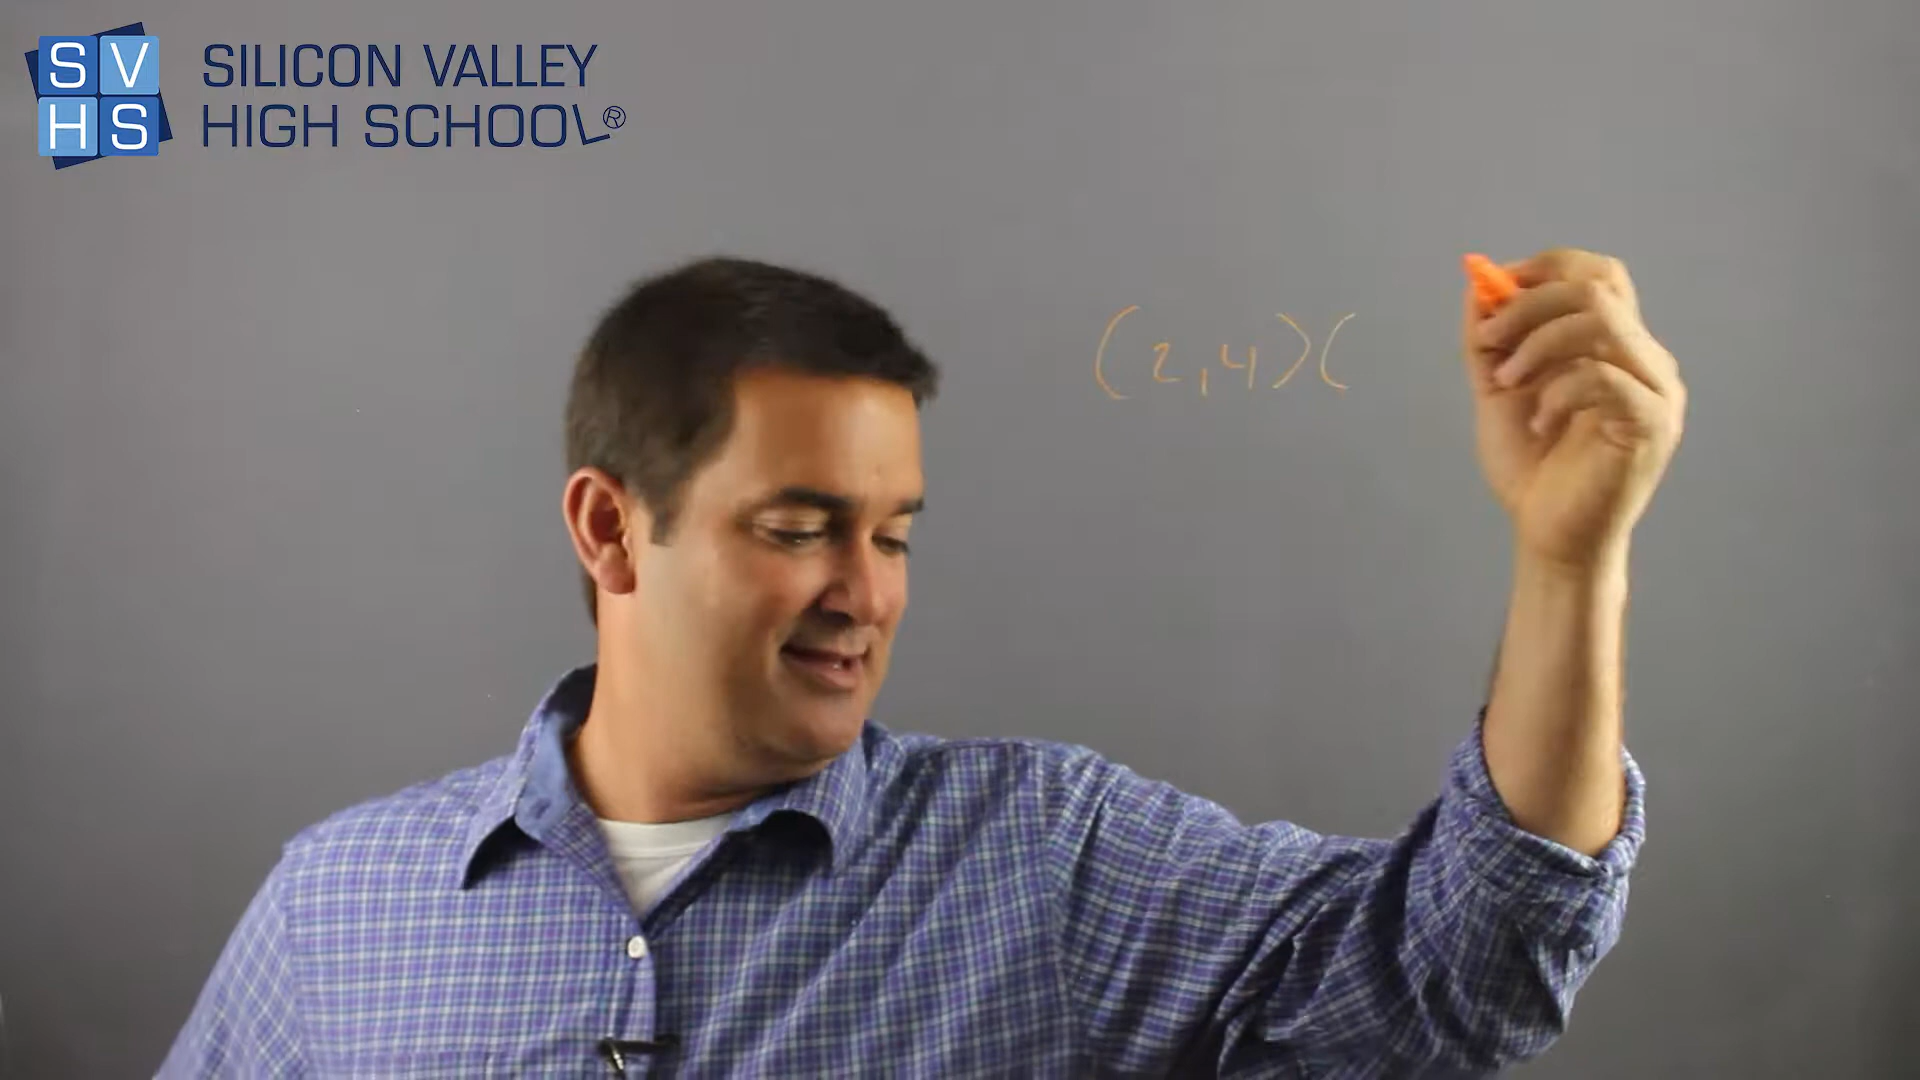 SV
HS
SILICON VALLEY
HIGH SCHOOL®
(2,4)(